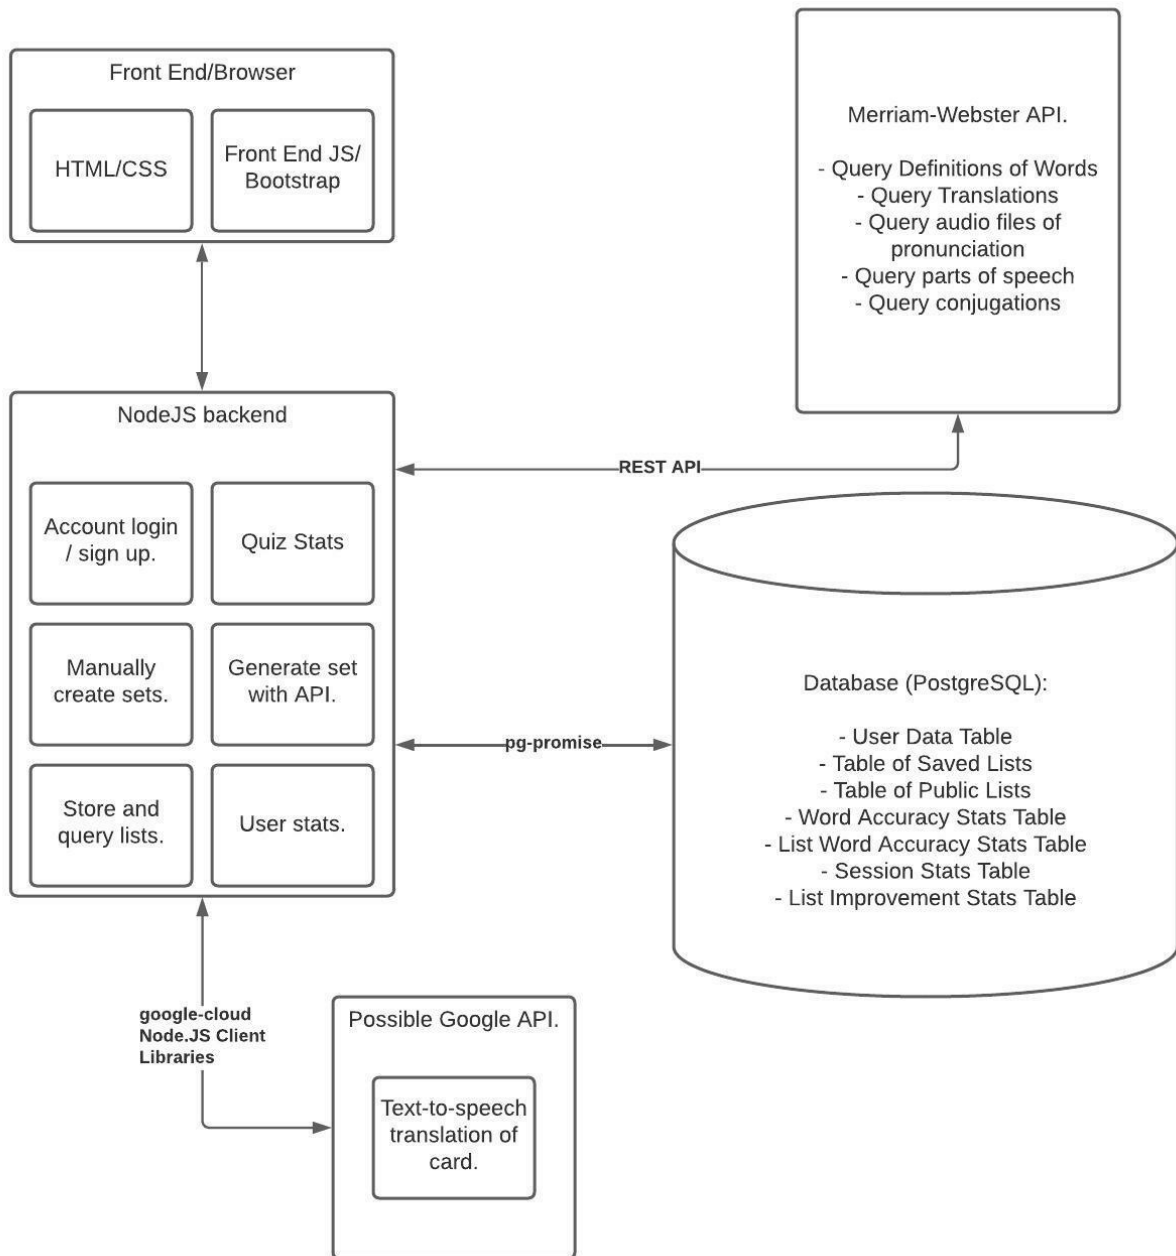 Front End/Browser
HTML/CSS
Front End JS/
Bootstrap
Merriam-Webster API.
- Query Definitions of Words
- Query Translations
- Query audio files of
pronunciation
- Query parts of speech
- Query conjugations
NodeJS backend
REST API
Account login
/ sign up.
Quiz Stats
Manually
create sets.
Generate set
with API.
Store and
query lists.
User stats.
pg-promise
Database (PostgreSQL):
- User Data Table
- Table of Saved Lists
- Table of Public Lists
- Word Accuracy Stats Table
- List Word Accuracy Stats Table
- Session Stats Table
- List Improvement Stats Table
google-cloud
Node.JS Client
Libraries
Possible Google API.
Text-to-speech
translation of
card.